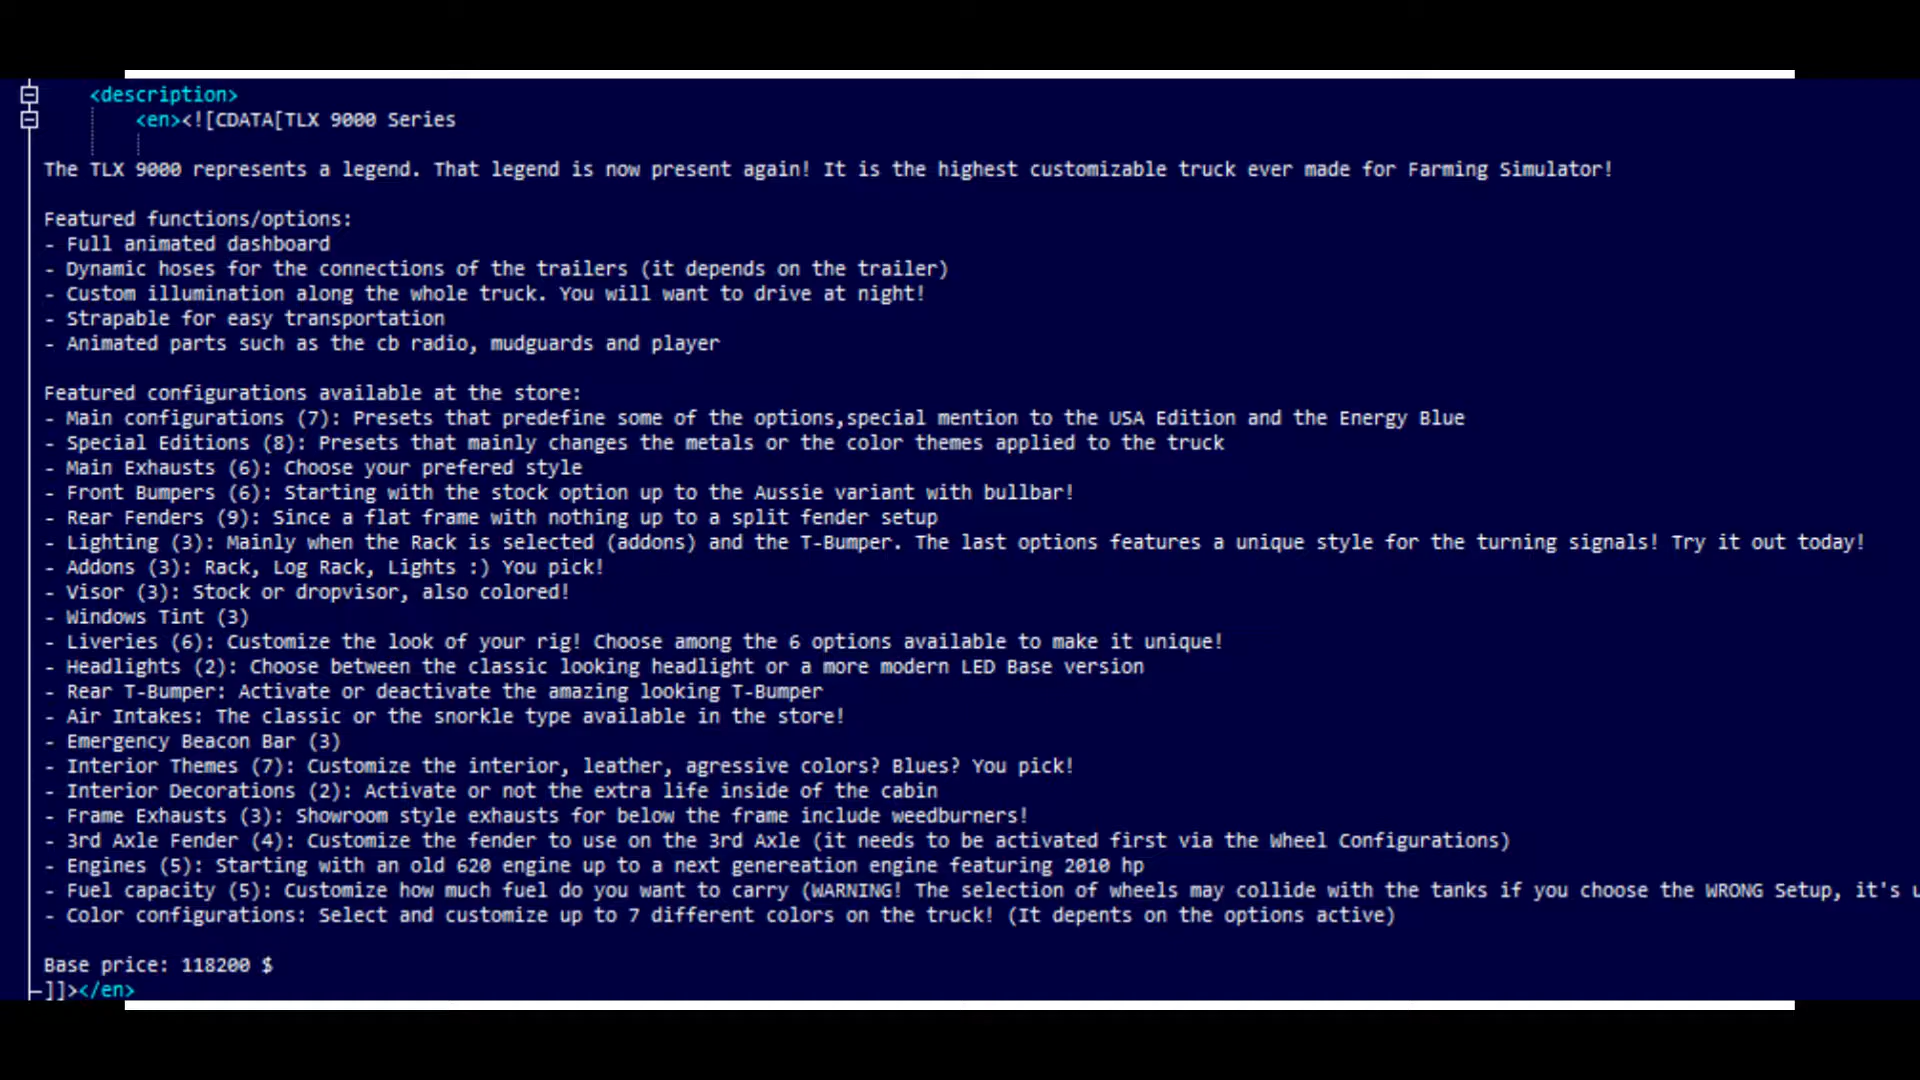 <description>
<en><![CDATA[TLX 9000 Series
The TLX 9000 represents a legend. That legend is now present again! It is the highest customizable truck ever made for Farming Simulator!
Featured functions/options:
- Full animated dashboard
- Dynamic hoses for the connections of the trailers (it depends on the trailer)
- Custom illumination along the whole truck. You will want to drive at night!
- Strapable for easy transportation
- Animated parts such as the cb radio, mudguards and player
Featured configurations available at the store:
- Main configurations (7): Presets that predefine some of the options,special mention to the USA Edition and the Energy Blue
- Special Editions (8): Presets that mainly changes the metals or the color themes applied to the truck
- Main Exhausts (6): Choose your prefered style
- Front Bumpers (6): Starting with the stock option up to the Aussie variant with bullbar!
- Rear Fenders (9): Since a flat frame with nothing up to a split fender setup
- Lighting (3): Mainly when the Rack is selected (addons) and the T-Bumper. The last options features a unique style for the turning signals! Try it out today!
- Addons (3): Rack, Log Rack, Lights :) You pick!
- Visor (3): Stock or dropvisor, also colored!
- Windows Tint (3)
- Liveries (6): Customize the look of your rig! Choose among the 6 options available to make it unique!
- Headlights (2): Choose between the classic looking headlight or a more modern LED Base version
- Rear T-Bumper: Activate or deactivate the amazing looking T-Bumper
- Air Intakes: The classic or the snorkle type available in the store!
- Emergency Beacon Bar (3)
- Interior Themes (7): Customize the interior, leather, agressive colors? Blues? You pick!
- Interior Decorations (2): Activate or not the extra life inside of the cabin
- Frame Exhausts (3): Showroom style exhausts for below the frame include weedburners!
- 3rd Axle Fender (4): Customize the fender to use on the 3rd Axle (it needs to be activated first via the Wheel Configurations)
- Engines (5): Starting with an old 620 engine up to a next genereation engine featuring 2010 hp
- Fuel capacity (5): Customize how much fuel do you want to carry (WARNING! The selection of wheels may collide with the tanks if you choose the WRONG Setup, it's
- Color configurations: Select and customize up to 7 different colors on the truck! (It depents on the options active)
Base price: 118200 $
]]></en>